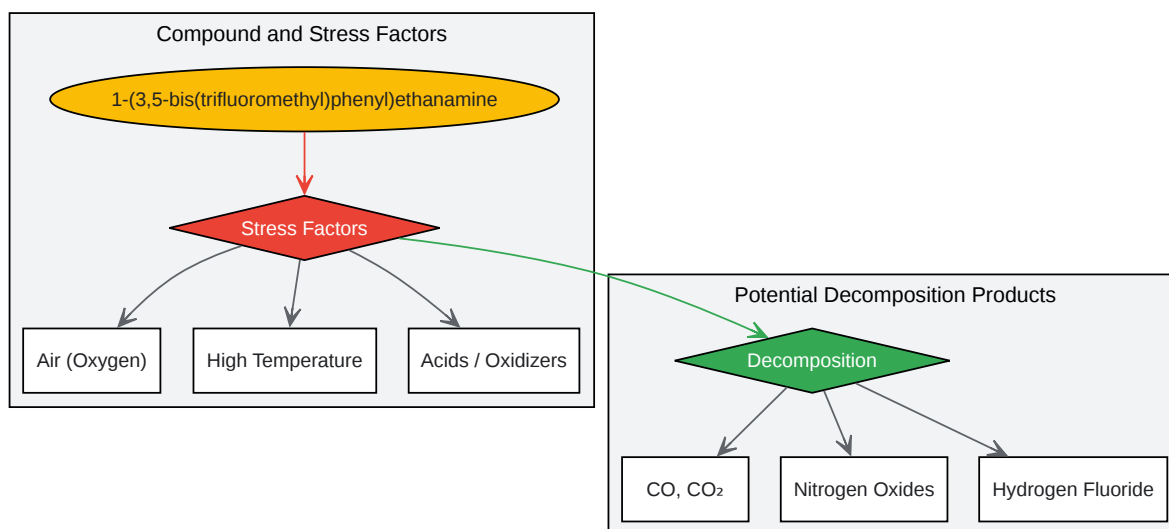 Compound and Stress Factors
1-(3,5-bis(trifluoromethyl)phenyl)ethanamine
Stress Factors
Air (Oxygen)
High Temperature
Acids / Oxidizers
Potential Decomposition Products
Decomposition
CO, CO₂
Nitrogen Oxides
Hydrogen Fluoride